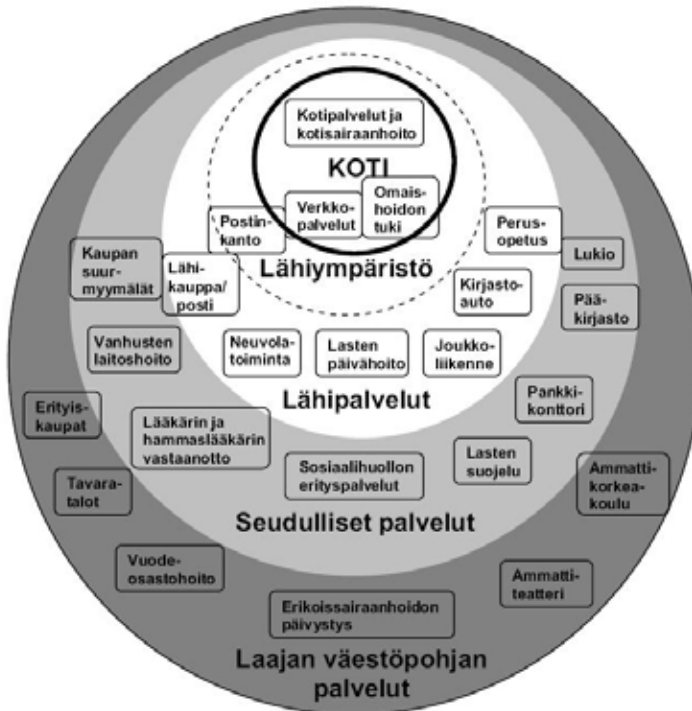 Kotipalvelut ja
kotisairaanhoito
KOTI
Verkko-
palvelut
Omais-
hoidon
tuki
Postin-
kanto
Lähiympäristö
Perus-
opetus
Lukio
Kaupan
suur-
myymälät
Lähi-
kauppa/
posti
Kirjasto-
auto
Pää-
kirjasto
Vanhusten
laitoshoito
Neuvola-
toiminta
Lasten
päivähoito
Joukko-
liikenne
Lähipalvelut
Pankki-
konttori
Erityis-
kaupat
Lääkärin ja
hammaslääkärin
vastaanotto
Sosiaalihuollon
erityspalvelut
Lasten
suojelu
Ammatti-
korkea-
koulu
Tavara-
talot
Seudulliset palvelut
Vuode-
osastohoito
Ammatti-
teatteri
Erikoissairaanhoidon
päivystys
Laajan väestöpohjan
palvelut